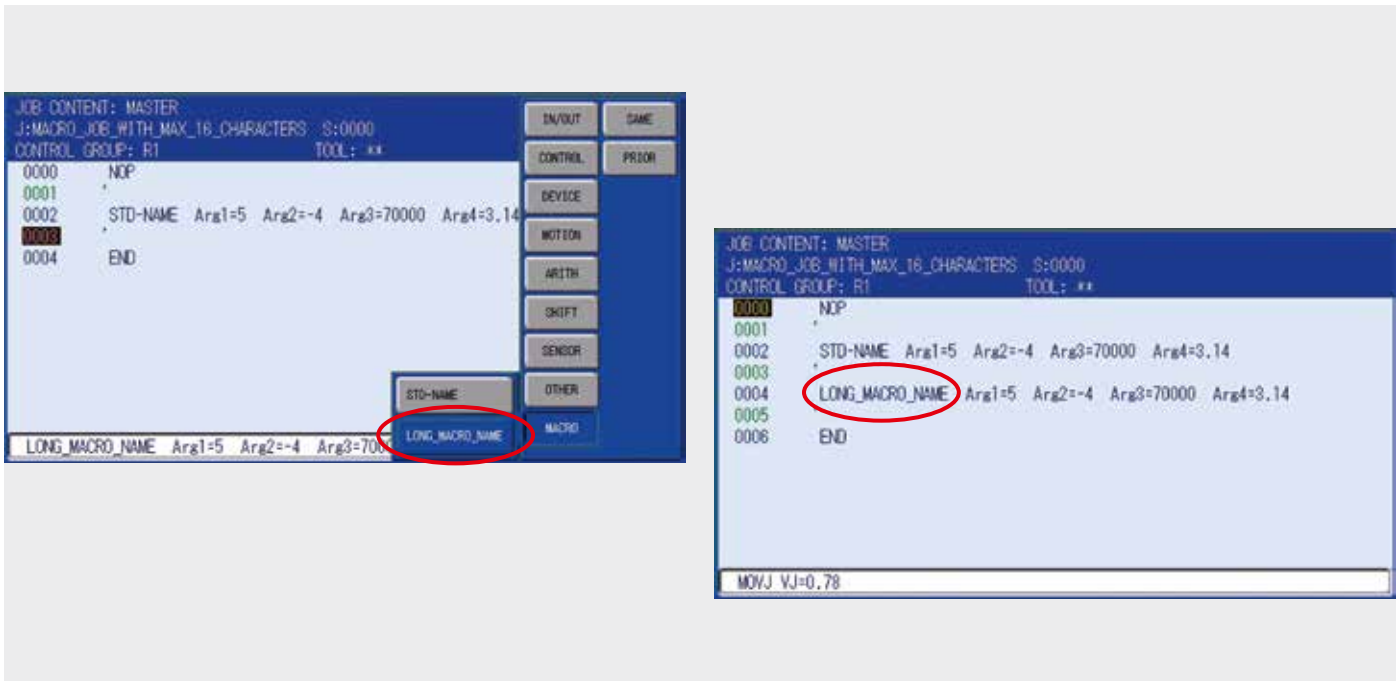 JOB CONTENT: MASTER
J:MACRO_JOB_WITH_MAX_16_CHARACTERS S:0000
CONTROL GROUP: R1 TOOL: **
0000 NOP
0001 '
0002 STD-NAME Arg1=5 Arg2=-4 Arg3=70000 Arg4=3.14
0003 '
0004 END
LONG_MACRO_NAME Arg1=5 Arg2=-4 Arg3=700
IN/OUT
CONTROL
DEVICE
MOTION
ARITH
SHIFT
SENSOR
OTHER
MACRO
SAME
PRIOR
STD-NAME
LONG_MACRO_NAME
JOB CONTENT: MASTER
J:MACRO_JOB_WITH_MAX_16_CHARACTERS S:0000
CONTROL GROUP: R1 TOOL: **
0000 NOP
0001 '
0002 STD-NAME Arg1=5 Arg2=-4 Arg3=70000 Arg4=3.14
0003 '
0004 LONG_MACRO_NAME Arg1=5 Arg2=-4 Arg3=70000 Arg4=3.14
0005 '
0006 END
MOVJ VJ=0.78